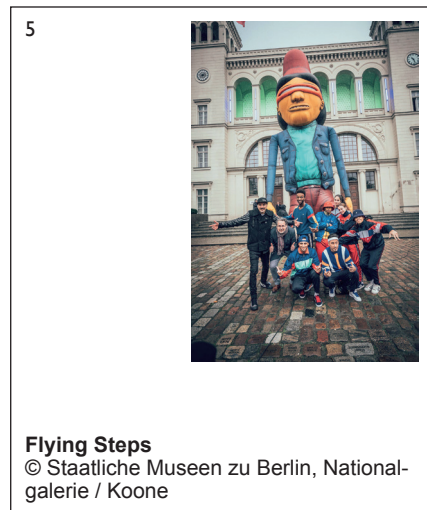 5
Flying Steps
© Staatliche Museen zu Berlin, National-
galerie / Koone